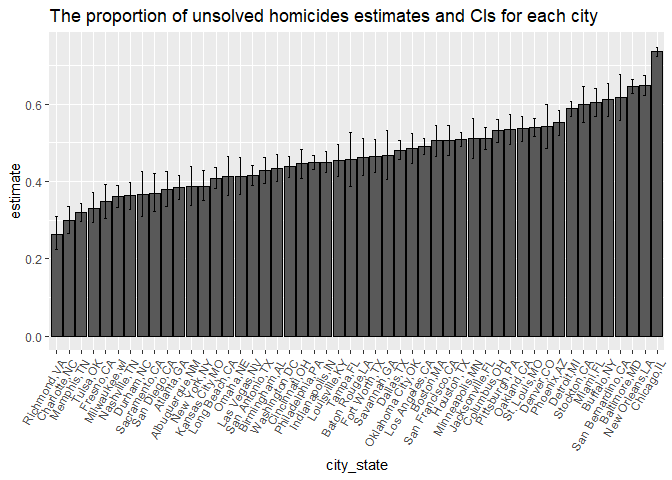 The proportion of unsolved homicides estimates and CIs for each city
estimate
0.6
0.4
0.2
0.0
Richmond,VA
Charlotte,NC
Memphis,TN
Tulsa,OK
Fresno,CA
Milwaukee,wI
Nashville,TN
Durham,NC
Sacramento,CA
San Diego,CA
Atlanta,GA
Albuquerque,NM
New York,NY
Kansas City,MO
Long Beach,CA
Omaha,NE
Las Vegas,NV
San Antonio,TX
Birmingham,AL
Washington,DC
Cincinnati,OH
Philadelphia,PA
Indianapolis,IN
Louisville,KY
Tampa,FL
Baton Rouge,LA
Fort Worth,TX
Savannah,GA
Dallas,TX
Oklahoma City,OK
Los Angeles,CA
Boston,MA
San Francisco,CA
Houston,TX
Minneapolis,MN
Jacksonville,FL
Columbus,OH
Pittsburgh,PA
Oakland,CA
St. Louis,MO
Denver,CO
Phoenix,AZ
Detroit,MI
Stockton,CA
Miami,FL
Buffalo,NY
San Bernardino,CA
Baltimore,MD
New Orleans,LA
Chicago,IL
city_state